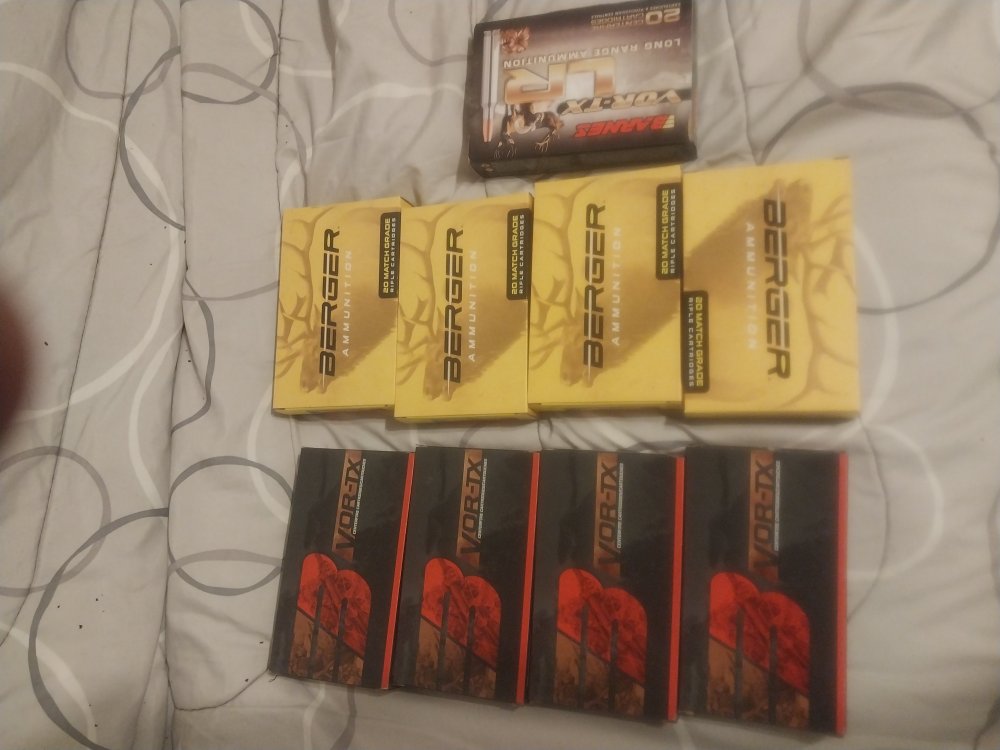 BARNES
VOR-TX
LR
LONG RANGE AMMUNITION
20 CENTERFIRE
CARTRIDGES
BERGER
AMMUNITION
20 MATCH GRADE
RIFLE CARTRIDGES
BERGER
AMMUNITION
20 MATCH GRADE
RIFLE CARTRIDGES
BERGER
AMMUNITION
20 MATCH GRADE
RIFLE CARTRIDGES
BERGER
AMMUNITION
20 MATCH GRADE
RIFLE CARTRIDGES
VOR-TX
VOR-TX
VOR-TX
VOR-TX